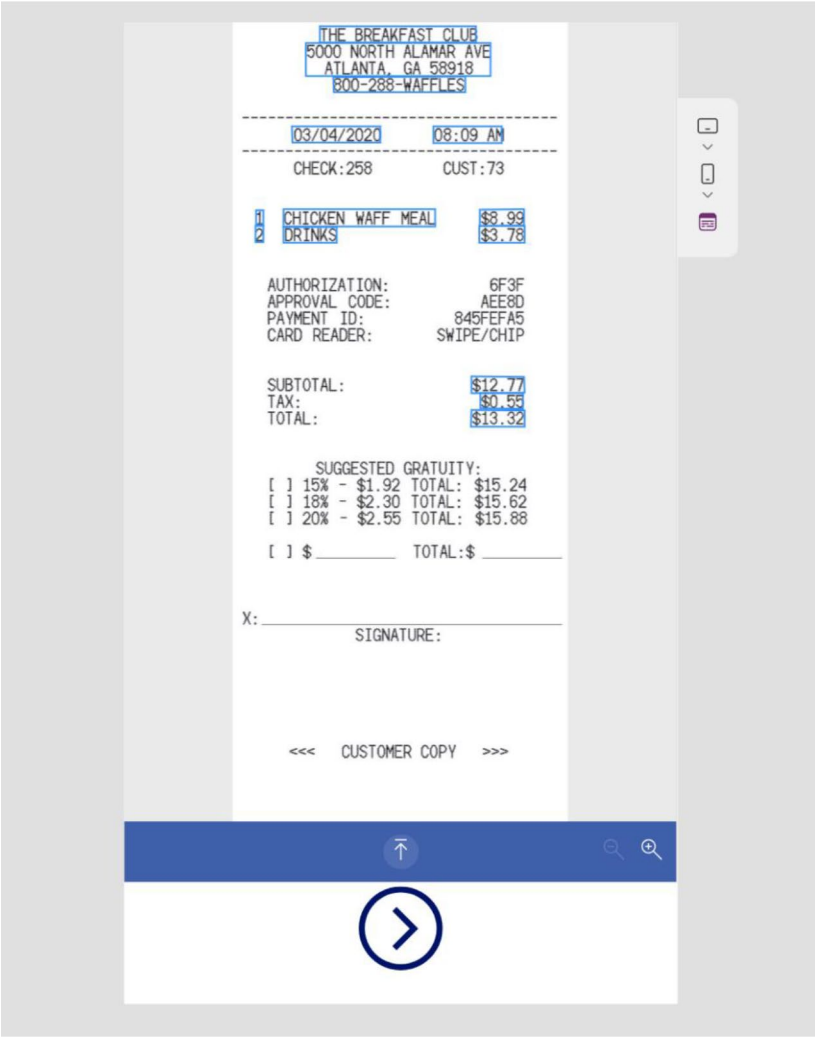 THE BREAKFAST CLUB
5000 NORTH ALAMAR AVE
ATLANTA, GA 58918
800-288-WAFFLES
------------------------------------
03/04/2020 08:09 AM
------------------------------------
CHECK:258 CUST:73
1 CHICKEN WAFF MEAL $8.99
2 DRINKS $3.78
AUTHORIZATION: 6F3F
APPROVAL CODE: AEE8D
PAYMENT ID: 845FEFA5
CARD READER: SWIPE/CHIP
SUBTOTAL: $12.77
TAX: $0.55
TOTAL: $13.32
SUGGESTED GRATUITY:
[ ] 15% - $1.92 TOTAL: $15.24
[ ] 18% - $2.30 TOTAL: $15.62
[ ] 20% - $2.55 TOTAL: $15.88
[ ] $_________ TOTAL:$ _________
X:__________________________________
SIGNATURE:
<<< CUSTOMER COPY >>>